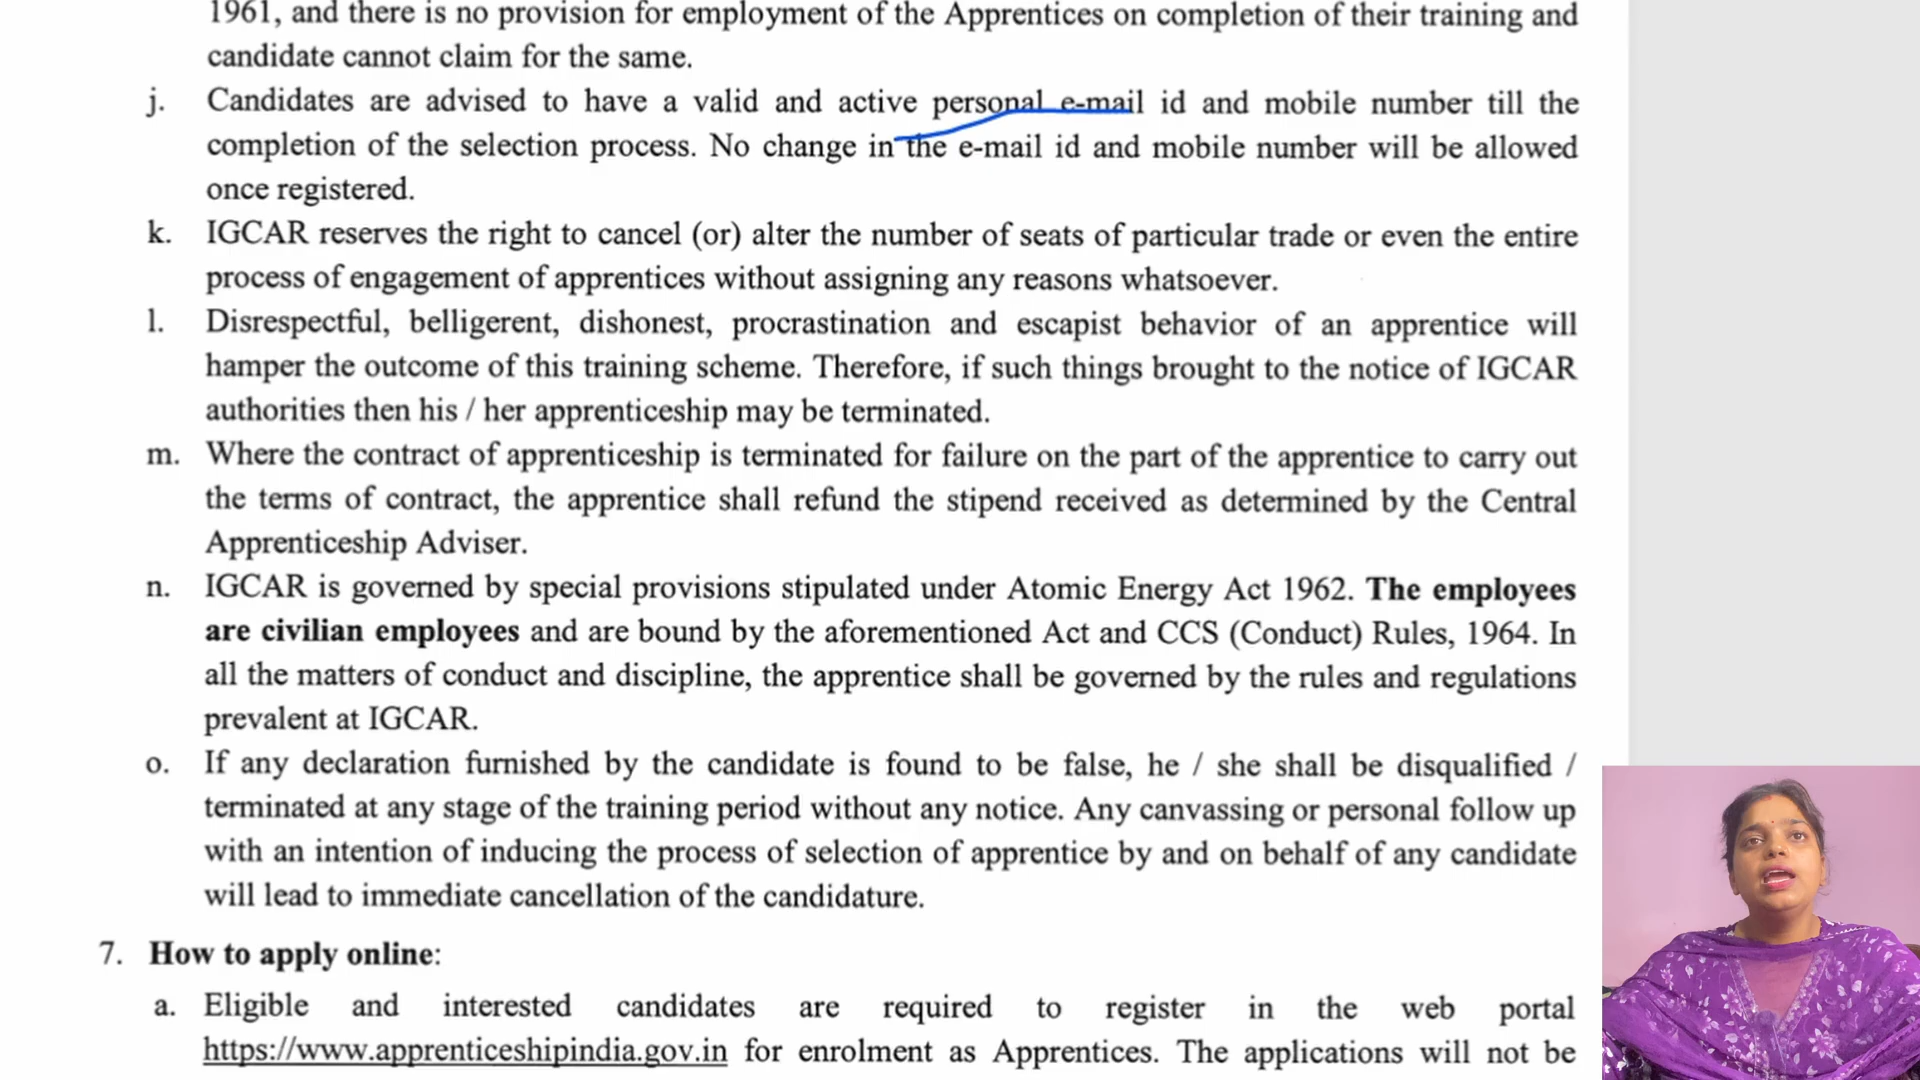 1961, and there is no provision for employment of the Apprentices on completion of their training and
candidate cannot claim for the same.
j. Candidates are advised to have a valid and active personal e-mail id and mobile number till the
completion of the selection process. No change in the e-mail id and mobile number will be allowed
once registered.
k. IGCAR reserves the right to cancel (or) alter the number of seats of particular trade or even the entire
process of engagement of apprentices without assigning any reasons whatsoever.
l. Disrespectful, belligerent, dishonest, procrastination and escapist behavior of an apprentice will
hamper the outcome of this training scheme. Therefore, if such things brought to the notice of IGCAR
authorities then his / her apprenticeship may be terminated.
m. Where the contract of apprenticeship is terminated for failure on the part of the apprentice to carry out
the terms of contract, the apprentice shall refund the stipend received as determined by the Central
Apprenticeship Adviser.
n. IGCAR is governed by special provisions stipulated under Atomic Energy Act 1962. The employees
are civilian employees and are bound by the aforementioned Act and CCS (Conduct) Rules, 1964. In
all the matters of conduct and discipline, the apprentice shall be governed by the rules and regulations
prevalent at IGCAR.
o. If any declaration furnished by the candidate is found to be false, he / she shall be disqualified /
terminated at any stage of the training period without any notice. Any canvassing or personal follow up
with an intention of inducing the process of selection of apprentice by and on behalf of any candidate
will lead to immediate cancellation of the candidature.
7. How to apply online:
a. Eligible and interested candidates are required to register in the web portal
https://www.apprenticeshipindia.gov.in for enrolment as Apprentices. The applications will not be